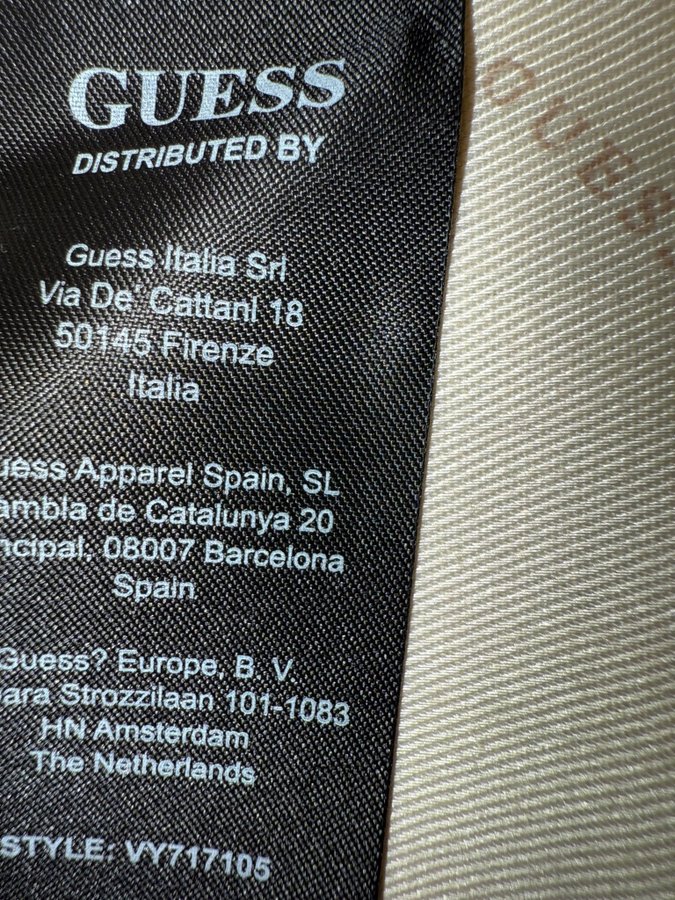 GUESS
DISTRIBUTED BY
Guess Italia Srl
Via De' Cattani 18
50145 Firenze
Italia
uess Apparel Spain, SL
ambla de Catalunya 20
ncipal. 08007 Barcelona
Spain
Guess? Europe, B. V.
ara Strozzilaan 101-1083
HN Amsterdam
The Netherlands
STYLE: VY717105
GUESS